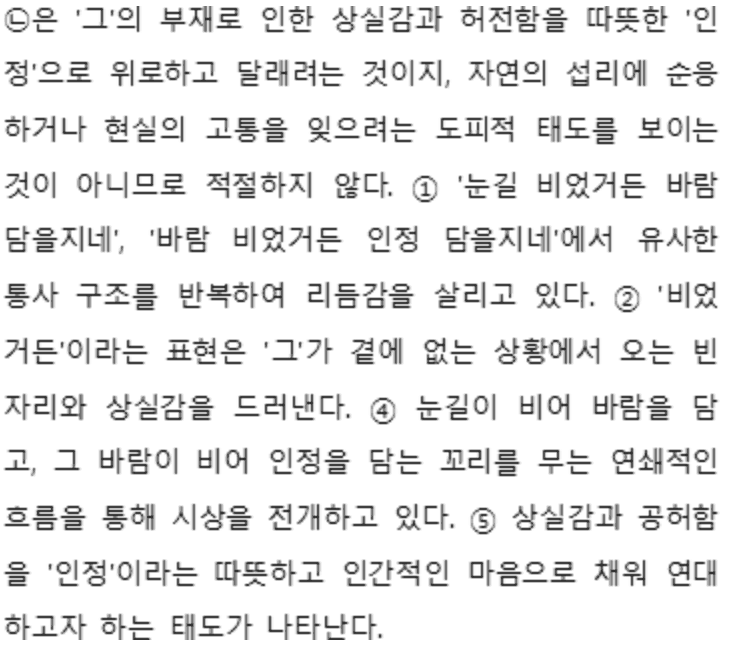 ㉡은 '그'의 부재로 인한 상실감과 허전함을 따뜻한 '인
정'으로 위로하고 달래려는 것이지, 자연의 섭리에 순응
하거나 현실의 고통을 잊으려는 도피적 태도를 보이는
것이 아니므로 적절하지 않다. ① '눈길 비었거든 바람
담을지네', '바람 비었거든 인정 담을지네'에서 유사한
통사 구조를 반복하여 리듬감을 살리고 있다. ② '비었
거든'이라는 표현은 '그'가 곁에 없는 상황에서 오는 빈
자리와 상실감을 드러낸다. ④ 눈길이 비어 바람을 담
고, 그 바람이 비어 인정을 담는 꼬리를 무는 연쇄적인
흐름을 통해 시상을 전개하고 있다. ⑤ 상실감과 공허함
을 '인정'이라는 따뜻하고 인간적인 마음으로 채워 연대
하고자 하는 태도가 나타난다.